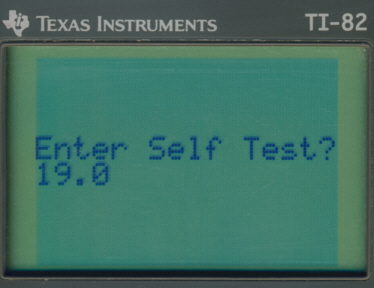 TEXAS INSTRUMENTS TI-82
Enter Self Test?
19.0